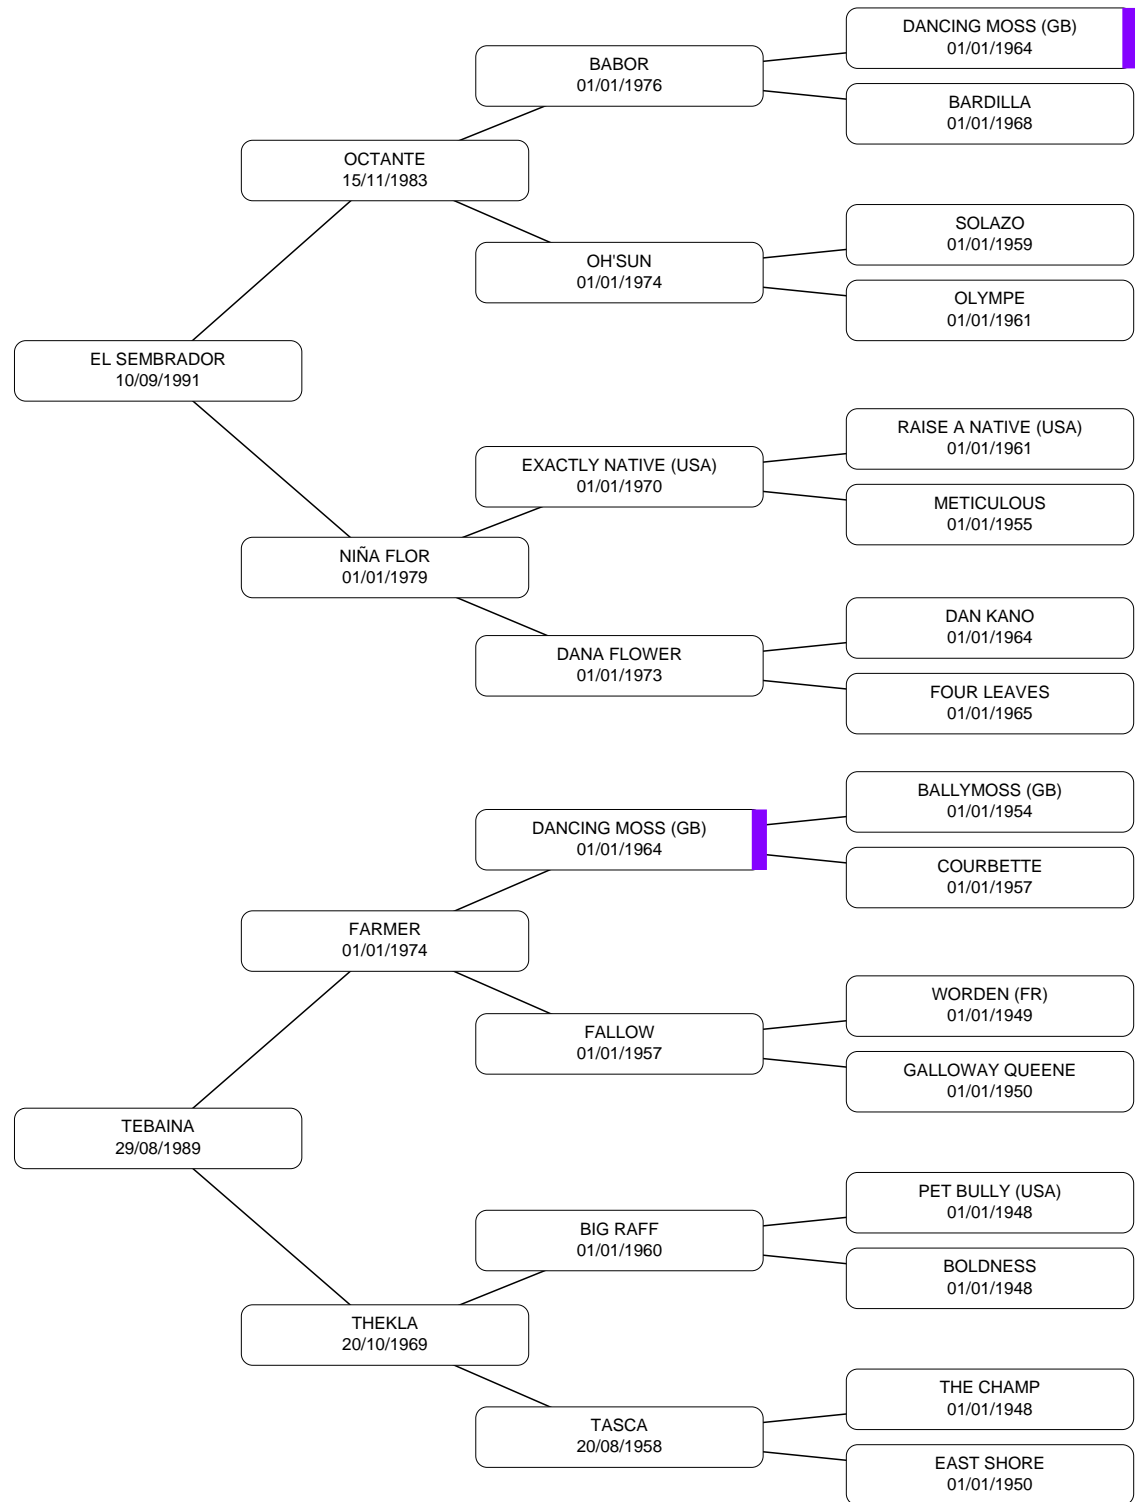 DANCING MOSS (GB)
01/01/1964
BABOR
01/01/1976
BARDILLA
01/01/1968
OCTANTE
15/11/1983
SOLAZO
01/01/1959
OH'SUN
01/01/1974
OLYMPE
01/01/1961
EL SEMBRADOR
10/09/1991
RAISE A NATIVE (USA)
01/01/1961
EXACTLY NATIVE (USA)
01/01/1970
METICULOUS
01/01/1955
NIÑA FLOR
01/01/1979
DAN KANO
01/01/1964
DANA FLOWER
01/01/1973
FOUR LEAVES
01/01/1965
BALLYMOSS (GB)
01/01/1954
DANCING MOSS (GB)
01/01/1964
COURBETTE
01/01/1957
FARMER
01/01/1974
WORDEN (FR)
01/01/1949
FALLOW
01/01/1957
GALLOWAY QUEENE
01/01/1950
TEBAINA
29/08/1989
PET BULLY (USA)
01/01/1948
BIG RAFF
01/01/1960
BOLDNESS
01/01/1948
THEKLA
20/10/1969
THE CHAMP
01/01/1948
TASCA
20/08/1958
EAST SHORE
01/01/1950